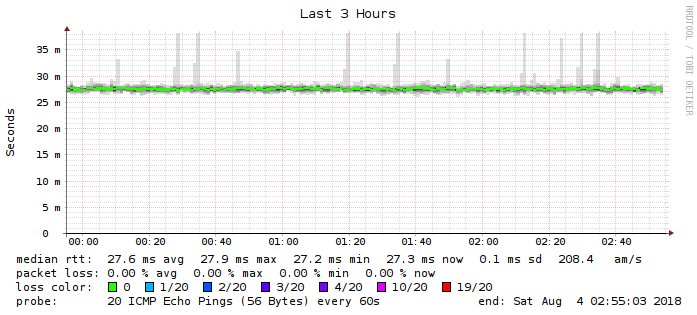 Last 3 Hours
RRDTOOL / TOBI OETIKER
Seconds
35 m
30 m
25 m
20 m
15 m
10 m
5 m
0
00:00 00:20 00:40 01:00 01:20 01:40 02:00 02:20 02:40
median rtt: 27.6 ms avg 27.9 ms max 27.2 ms min 27.3 ms now 0.1 ms sd 208.4 am/s
packet loss: 0.00 % avg 0.00 % max 0.00 % min 0.00 % now
loss color: 0 1/20 2/20 3/20 4/20 10/20 19/20
probe: 20 ICMP Echo Pings (56 Bytes) every 60s end: Sat Aug 4 02:55:03 2018